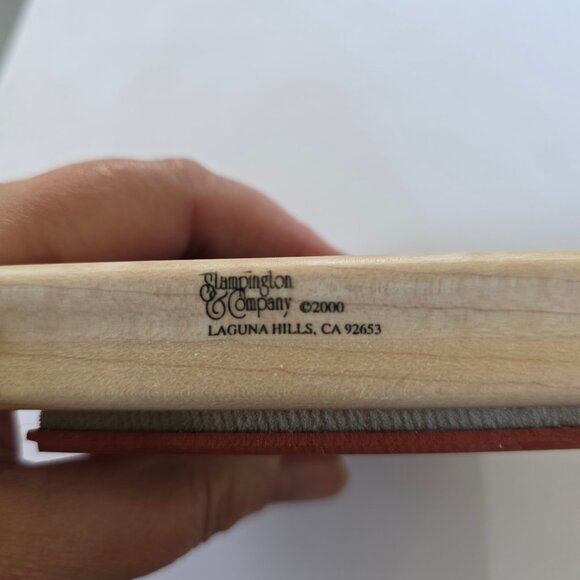 Stampington
& Company ©2000
LAGUNA HILLS, CA 92653